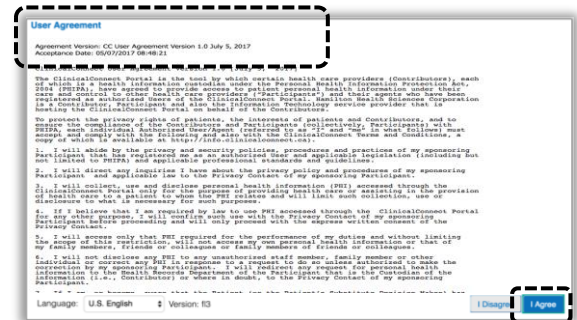 User Agreement
Agreement Version: CC User Agreement Version 1.0 July 5, 2017
Acceptance Date: 05/07/2017 08:48:21
The ClinicalConnect Portal is the tool by which certain health care providers (Contributors), each
of which is a health information custodian under the Personal Health Information Protection Act,
2004 (PHIPA), have agreed to provide access to patient personal health information under their
care and control to other health care providers ("Participants") and their agents who have been
registered as authorised Users of the ClinicalConnect Portal. Hamilton Health Sciences Corporation
is a Contributor, Participant and also the Information Technology service provider that is
hosting the ClinicalConnect Portal on behalf of the Contributors.
To protect the privacy rights of patients, the interests of patients and Contributors, and to
ensure the compliance of the Contributors and Participants (collectively, Participants) with
PHIPA, each individual Authorised User/Agent (referred to as "I" and "me" in what follows) must
accept and comply with the following and also with the ClinicalConnect Terms and Conditions, a
copy of which is available at http://info.clinicalconnect.ca).
1. I will abide by the privacy and security policies, procedures and practices of my sponsoring
Participant that has registered me as an authorised User and applicable legislation (including but
not limited to PHIPA) and applicable professional standards and guidelines.
2. I will direct any inquiries I have about the privacy policy and procedures of my sponsoring
Participant and applicable law to the Privacy Contact of my sponsoring Participant.
3. I will collect, use and disclose personal health information (PHI) accessed through the
ClinicalConnect Portal only for the purpose of providing health care or assisting in the provision
of health care to a patient to whom the PHI relates and will limit such collection, use or
disclosure to what is necessary for such purposes.
4. If I believe that I am required by law to use PHI accessed through the ClinicalConnect Portal
for any other purpose, I will confirm such use with the Privacy Contact of my sponsoring
Participant before proceeding and will only proceed with the express written consent of the
Privacy Contact.
5. I will access only that PHI required for the performance of my duties and without limiting
the scope of this restriction, will not access my own personal health information or that of
my family members, friends or colleagues or family members of friends or colleagues.
6. I will not disclose any PHI to any unauthorised staff member, family member or other
individual or correct any PHI in response to a request to do so unless authorised to make the
correction by my sponsoring Participant. I will redirect any request for personal health
information to the Health Records Department of the Participant that is the Custodian of the
information (i.e., Contributor) or where in doubt, to the Privacy Contact of my sponsoring
Participant.
Language: U.S. English Version: fl3
I Disagree I Agree